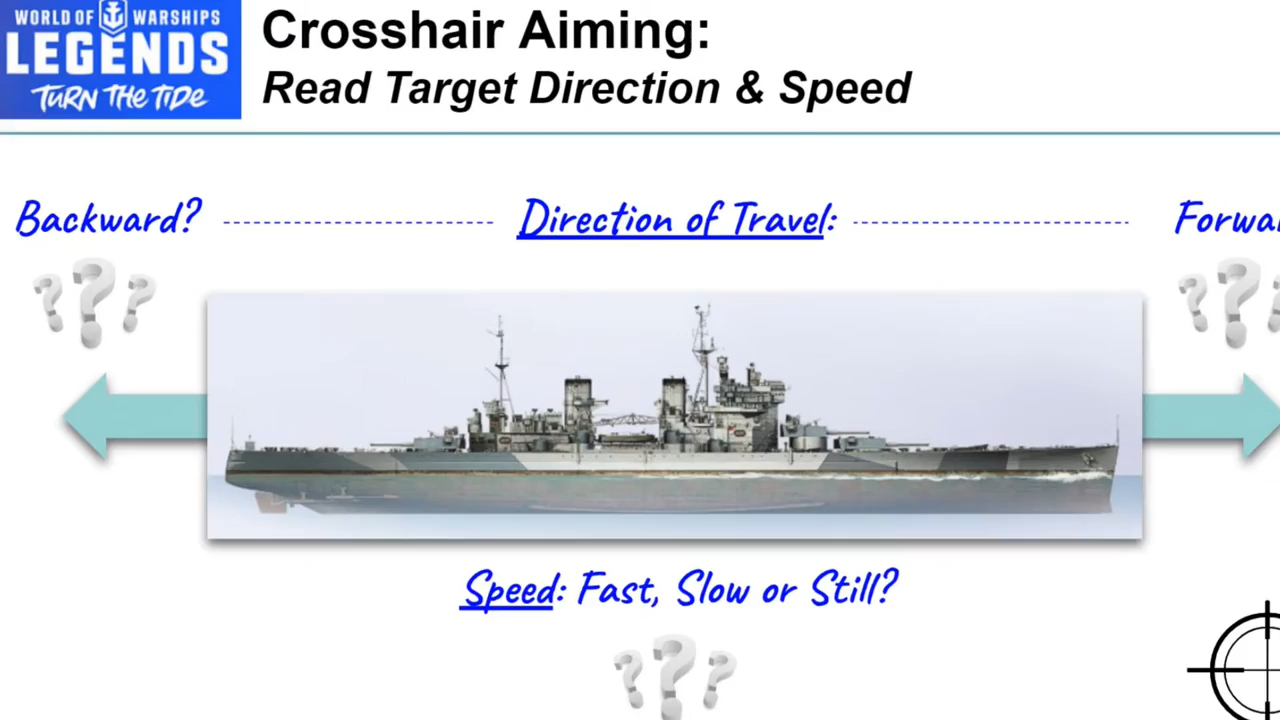 WORLD OF WARSHIPS
LEGENDS
TURN THE TIDE
Crosshair Aiming:
Read Target Direction & Speed
Backward?
Direction of Travel:
Forwa
Speed: Fast, Slow or Still?